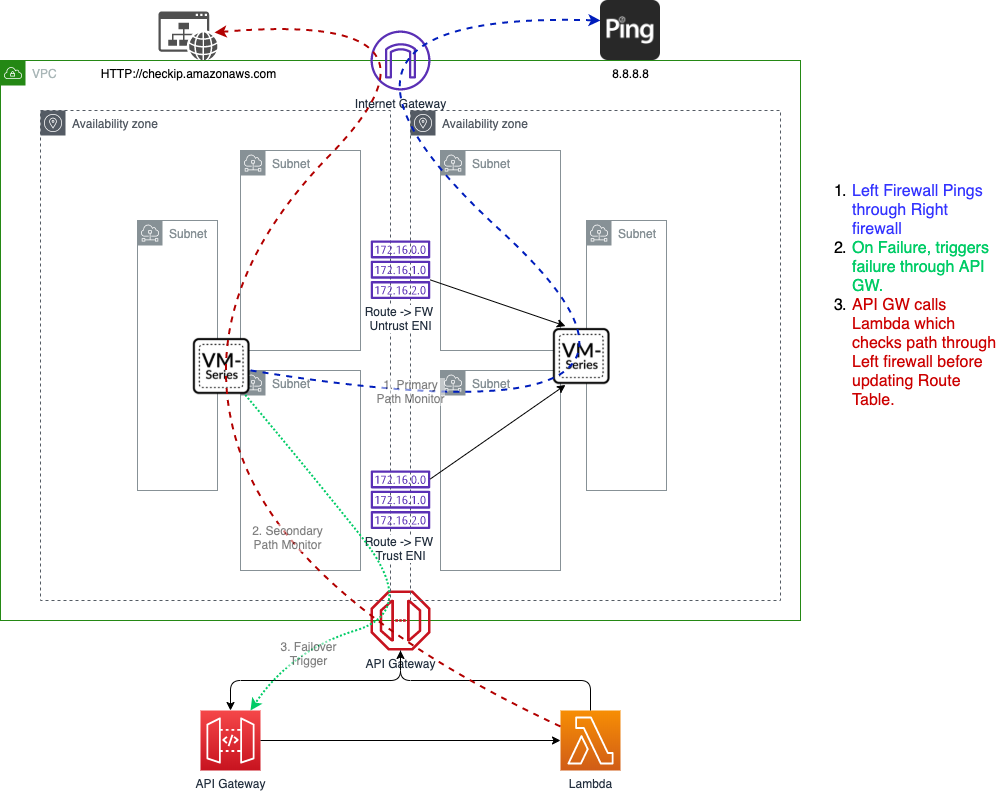 Ping
VPC
HTTP://checkip.amazonaws.com
8.8.8.8
Internet Gateway
Availability zone
Availability zone
Subnet
Subnet
Subnet
Subnet
172.16.0.0
172.16.1.0
172.16.2.0
Route -> FW
Untrust ENI
VM-
Series
VM-
Series
Subnet
Subnet
1. Primary
Path Monitor
172.16.0.0
172.16.1.0
172.16.2.0
2. Secondary
Path Monitor
Route -> FW
Trust ENI
3. Failover
Trigger
API Gateway
API Gateway
Lambda
1. Left Firewall Pings
through Right
firewall
2. On Failure, triggers
failure through API
GW.
3. API GW calls
Lambda which
checks path through
Left firewall before
updating Route
Table.